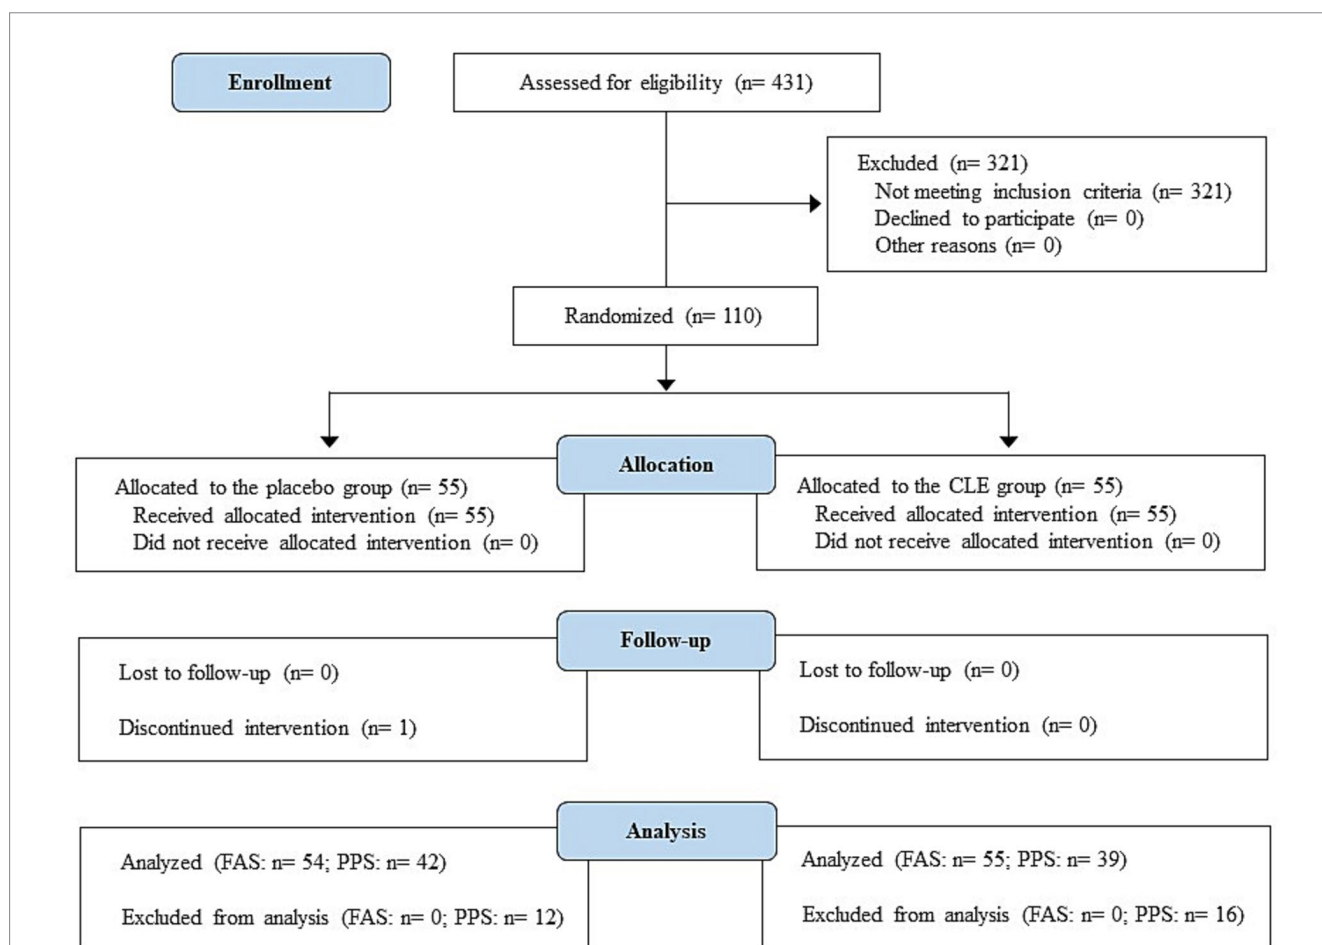 Enrollment
Assessed for eligibility (n= 431)
Excluded (n= 321)
Not meeting inclusion criteria (n= 321)
Declined to participate (n= 0)
Other reasons (n= 0)
Randomized (n= 110)
Allocation
Allocated to the placebo group (n= 55)
Received allocated intervention (n= 55)
Did not receive allocated intervention (n= 0)
Allocated to the CLE group (n= 55)
Received allocated intervention (n= 55)
Did not receive allocated intervention (n= 0)
Follow-up
Lost to follow-up (n= 0)
Discontinued intervention (n= 1)
Lost to follow-up (n= 0)
Discontinued intervention (n= 0)
Analysis
Analyzed (FAS: n= 54; PPS: n= 42)
Excluded from analysis (FAS: n= 0; PPS: n= 12)
Analyzed (FAS: n= 55; PPS: n= 39)
Excluded from analysis (FAS: n= 0; PPS: n= 16)